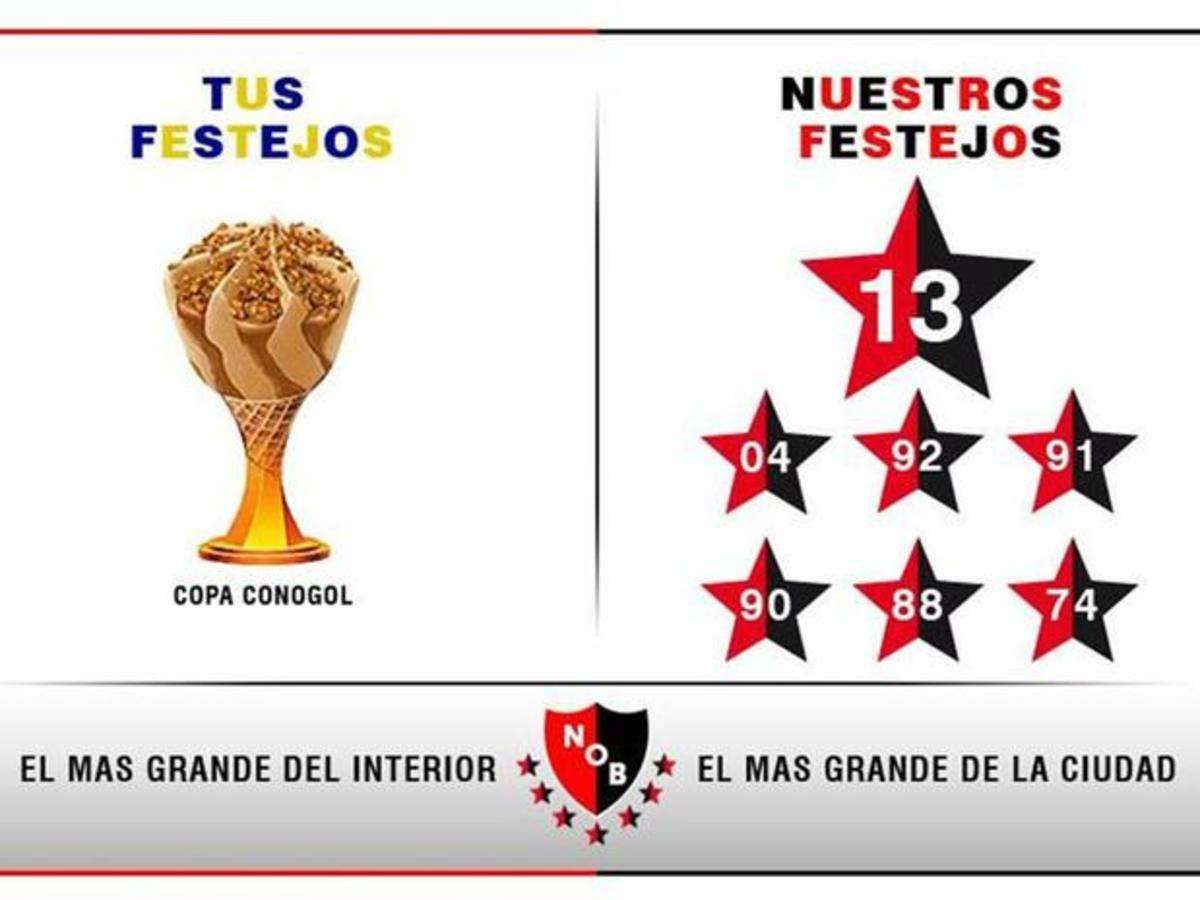 TUS
FESTEJOS
COPA CONOGOL
NUESTROS
FESTEJOS
13
04 92 91
90 88 74
EL MAS GRANDE DEL INTERIOR
N
O
B
EL MAS GRANDE DE LA CIUDAD